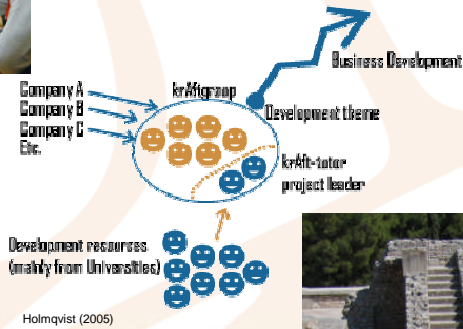 Company A
Company B
Company C
Etc.
krAftgroup
Business Development
Development theme
krAft-tutor
project leader
Development resources
(mainly from Universities)
Holmqvist (2005)